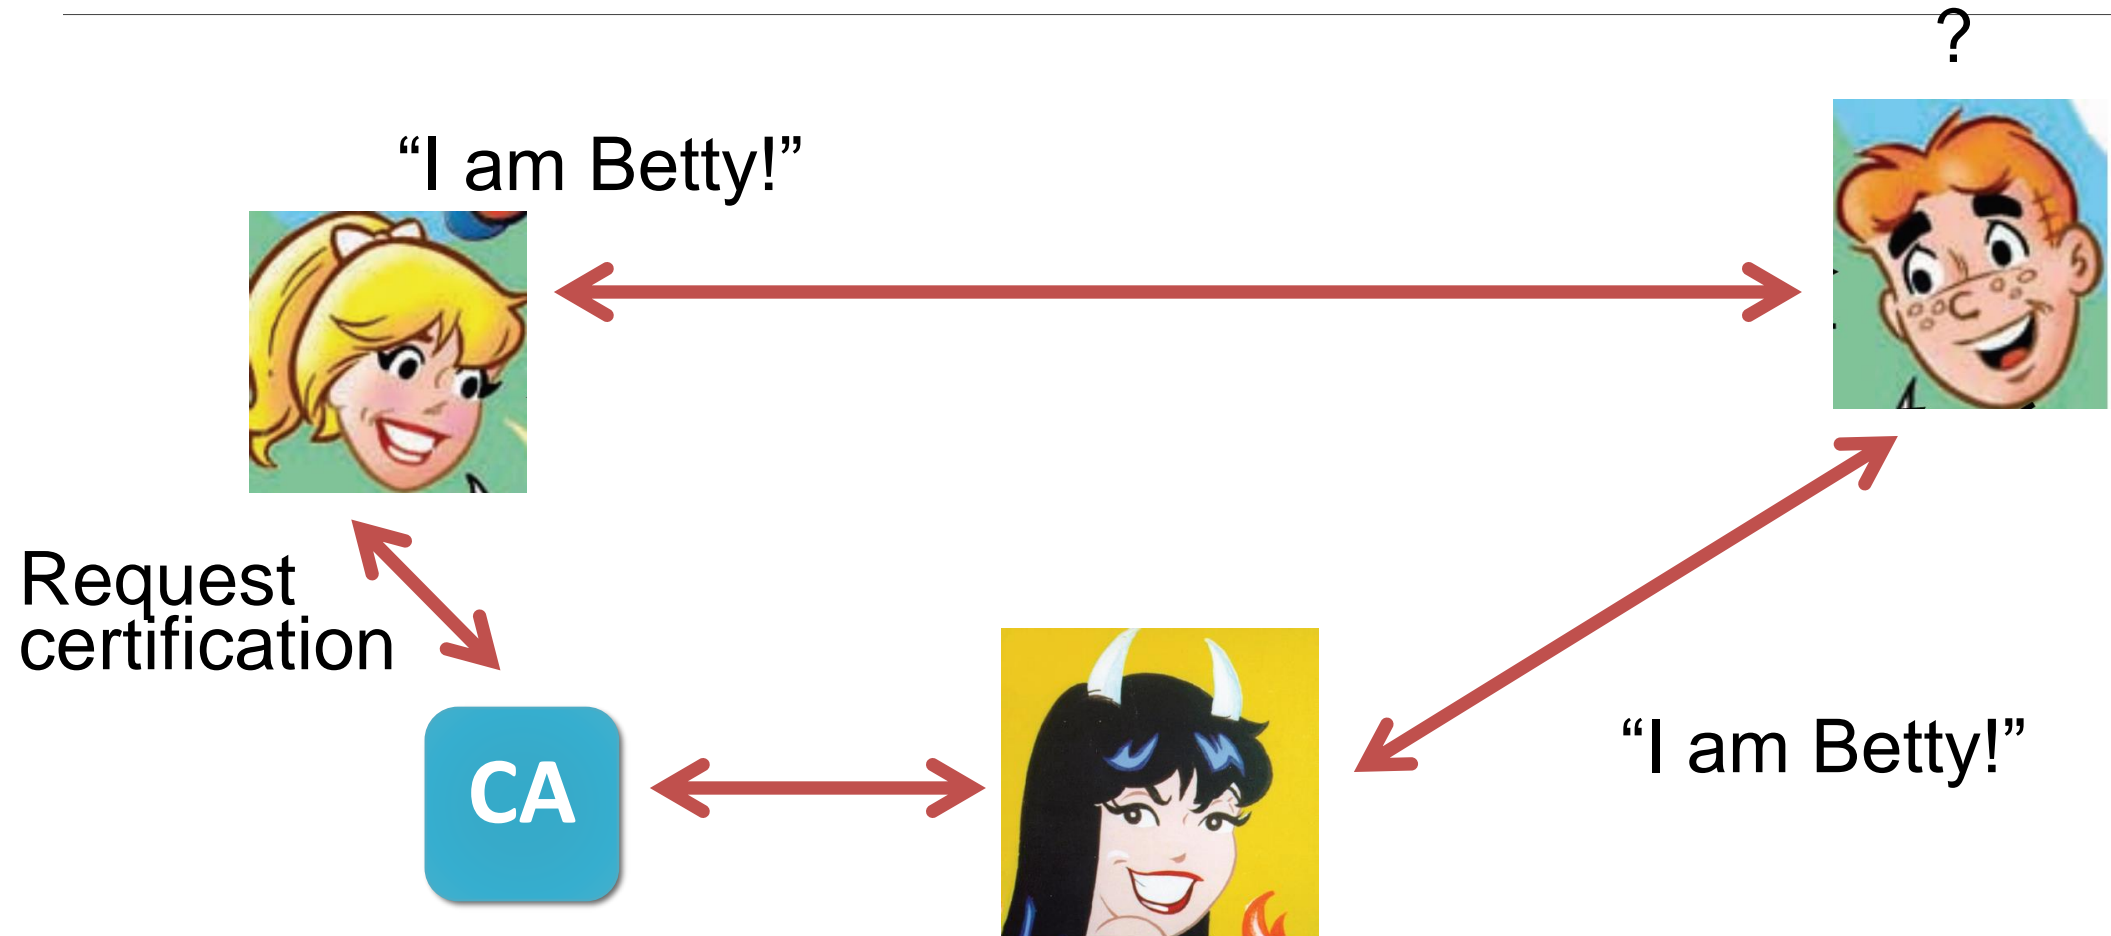 ?
“I am Betty!”
Request
certification
“I am Betty!”
CA